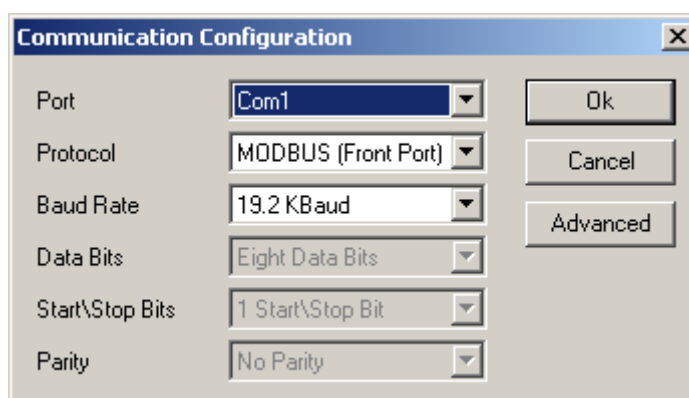 Communication Configuration
Port Com1 Ok
Protocol MODBUS (Front Port) Cancel
Baud Rate 19.2 KBaud Advanced
Data Bits Eight Data Bits
Start\Stop Bits 1 Start\Stop Bit
Parity No Parity